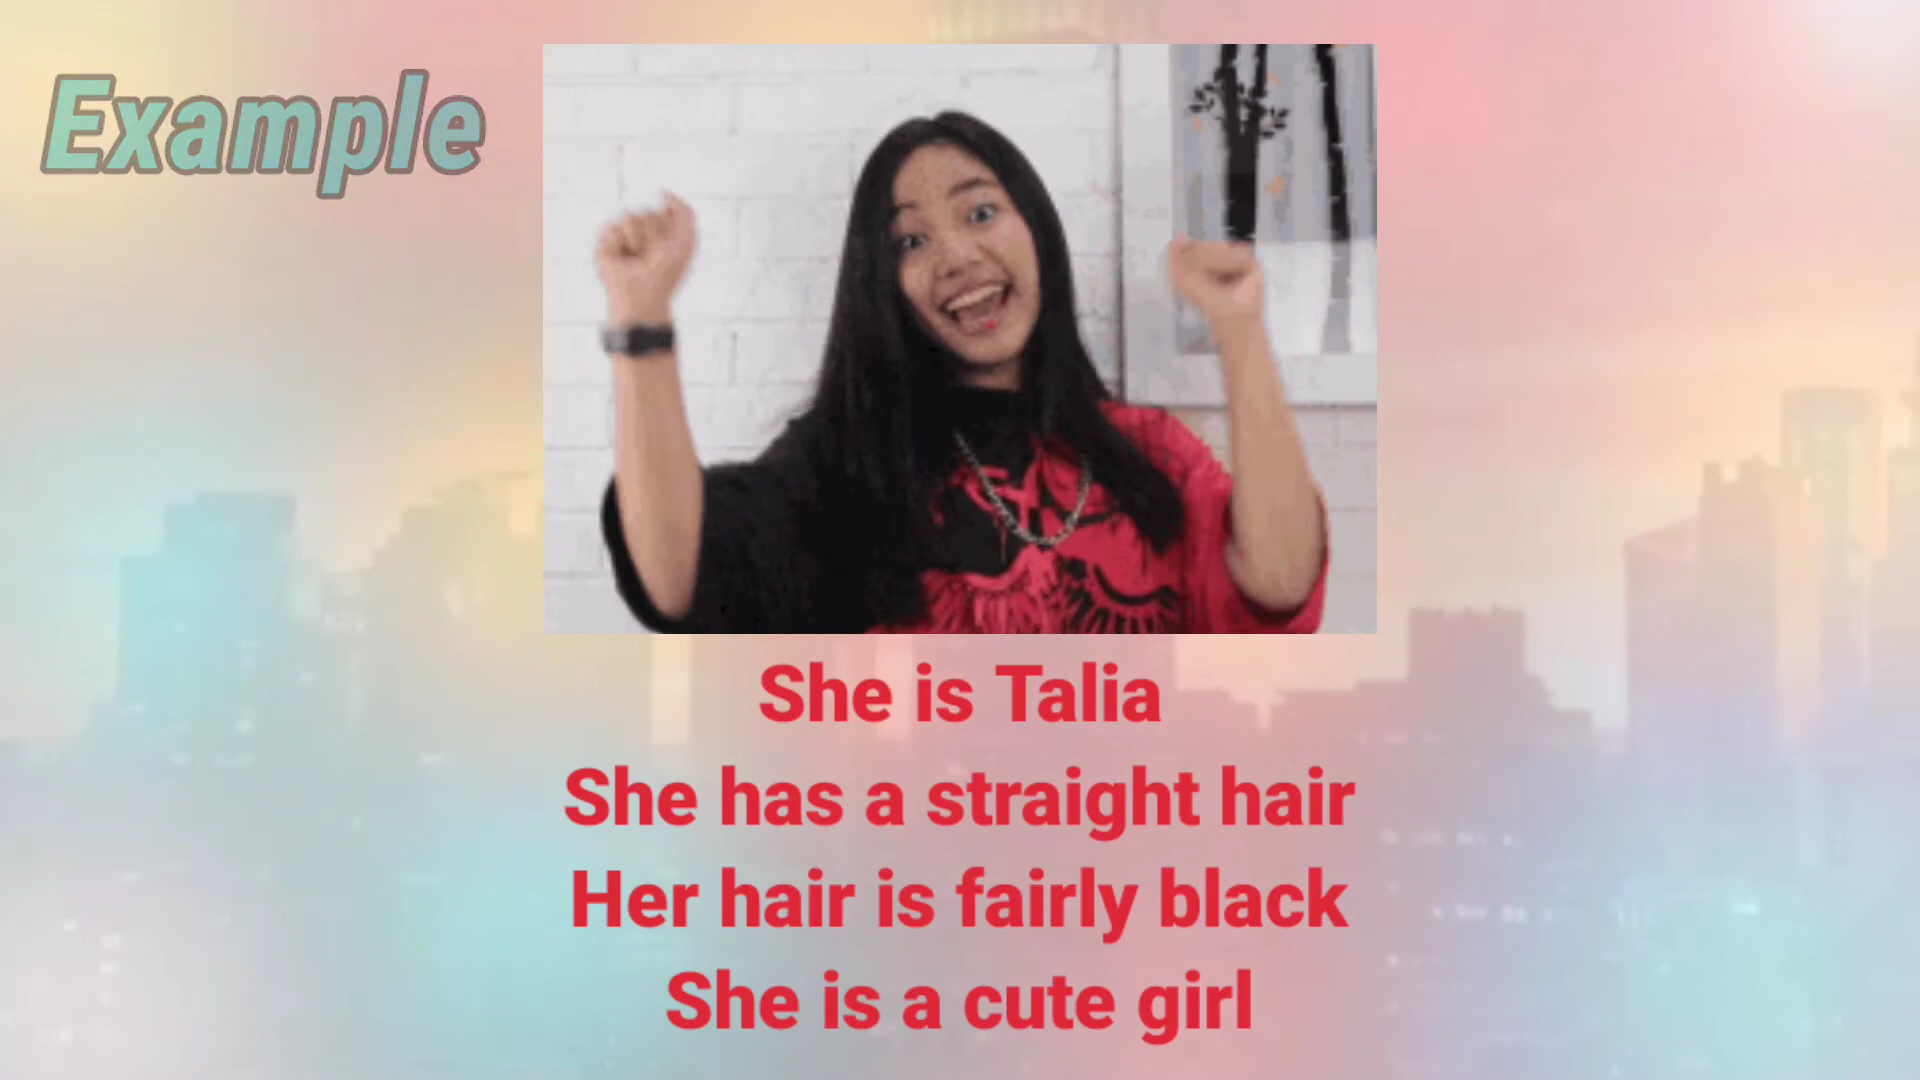 Example
She is Talia
She has a straight hair
Her hair is fairly black
She is a cute girl